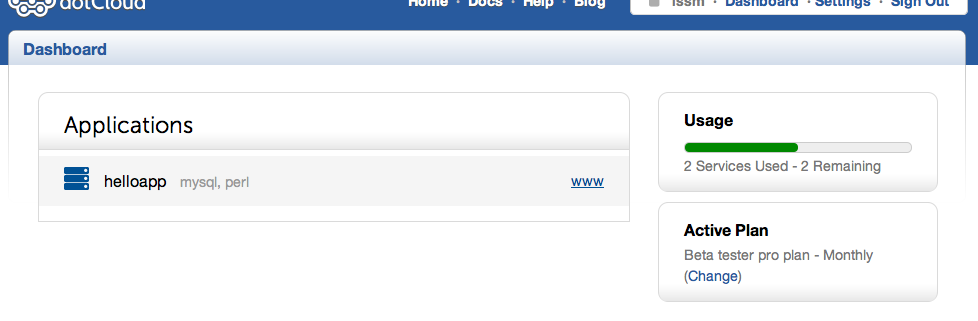 dotCloud
Home · Docs · Help · Blog
issm · Dashboard · Settings · Sign Out
Dashboard
Applications
helloapp mysql, perl www
Usage
2 Services Used - 2 Remaining
Active Plan
Beta tester pro plan - Monthly
(Change)